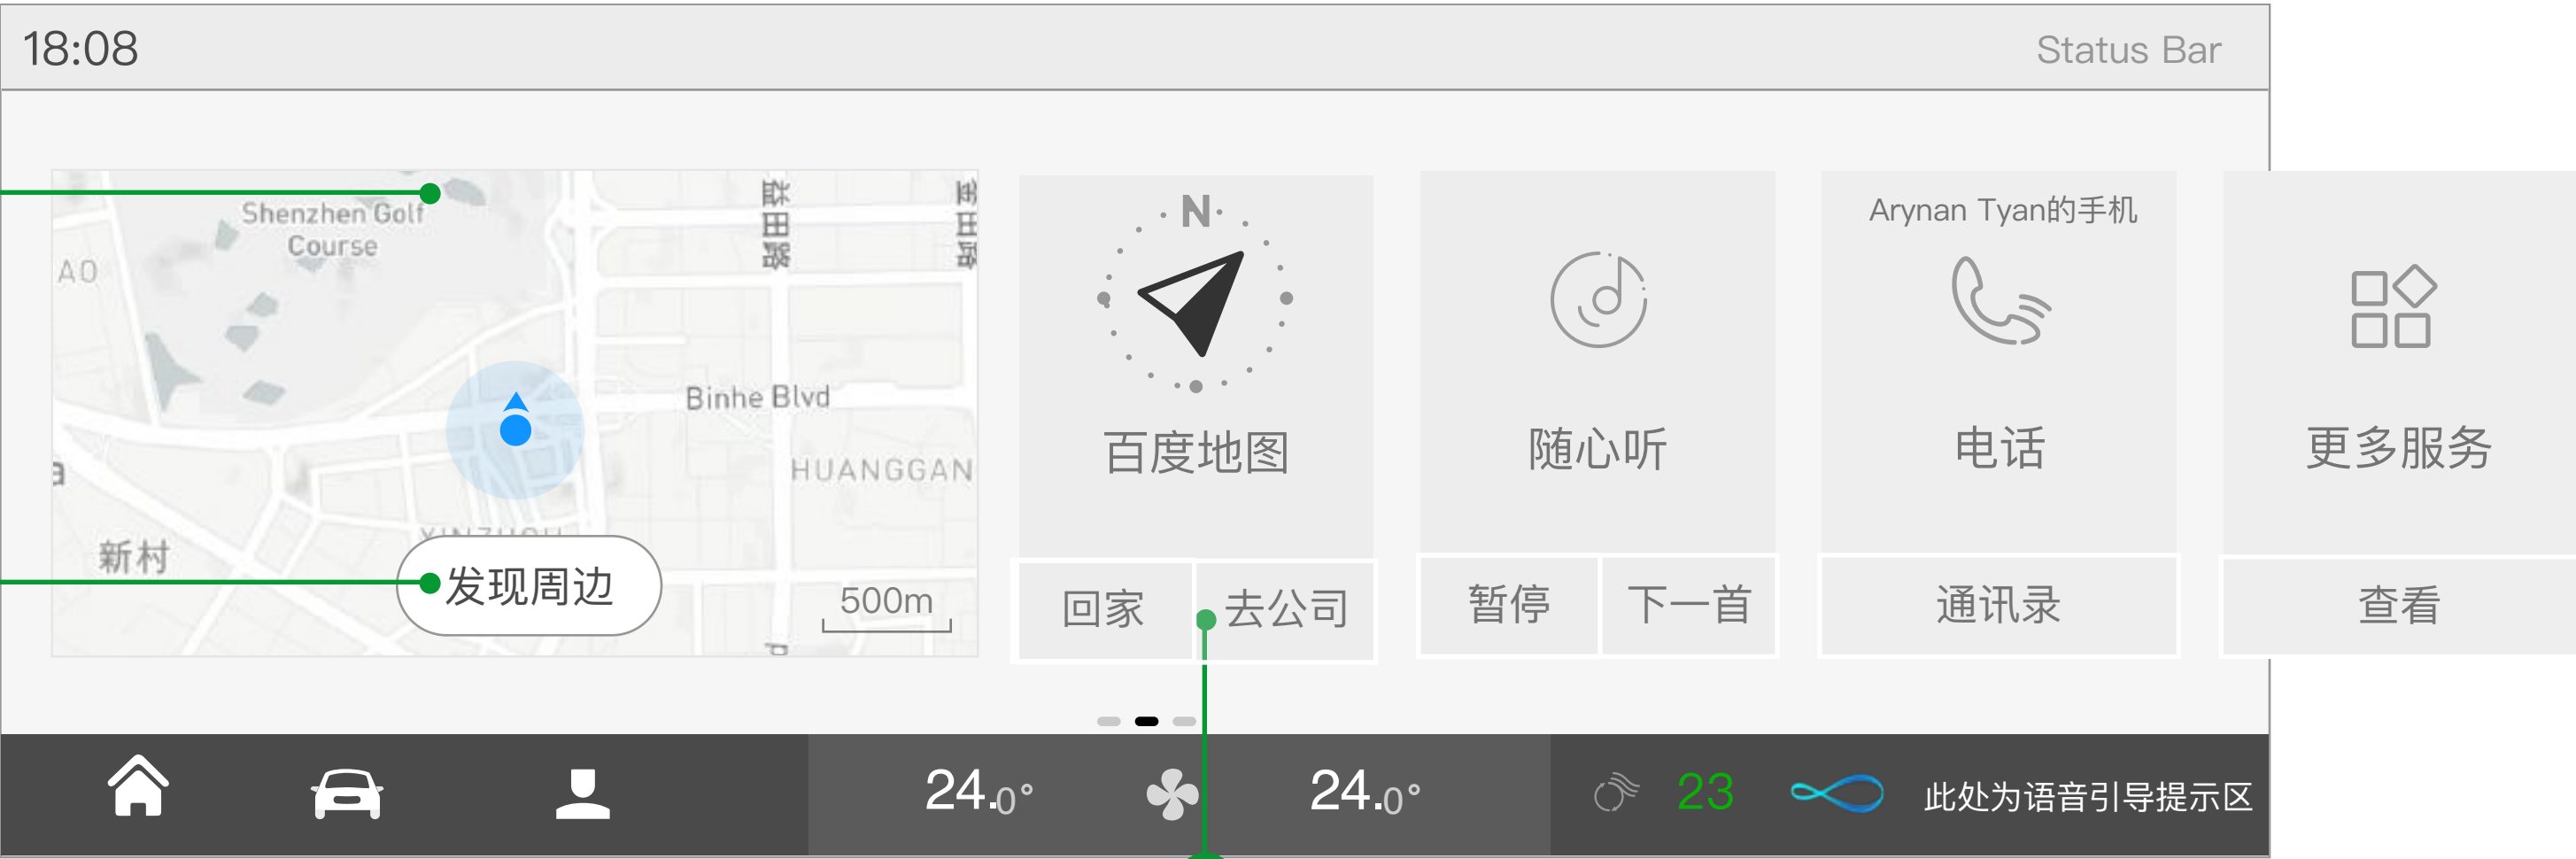 18:08
Status Bar
Shenzhen Golf
Course
AO
益田路
Binhe Blvd
HUANGGAN
新村
发现周边
500m
N
百度地图
回家
去公司
随心听
暂停
下一首
Arynan Tyan的手机
电话
通讯录
更多服务
查看
24.0°
24.0°
23
此处为语音引导提示区